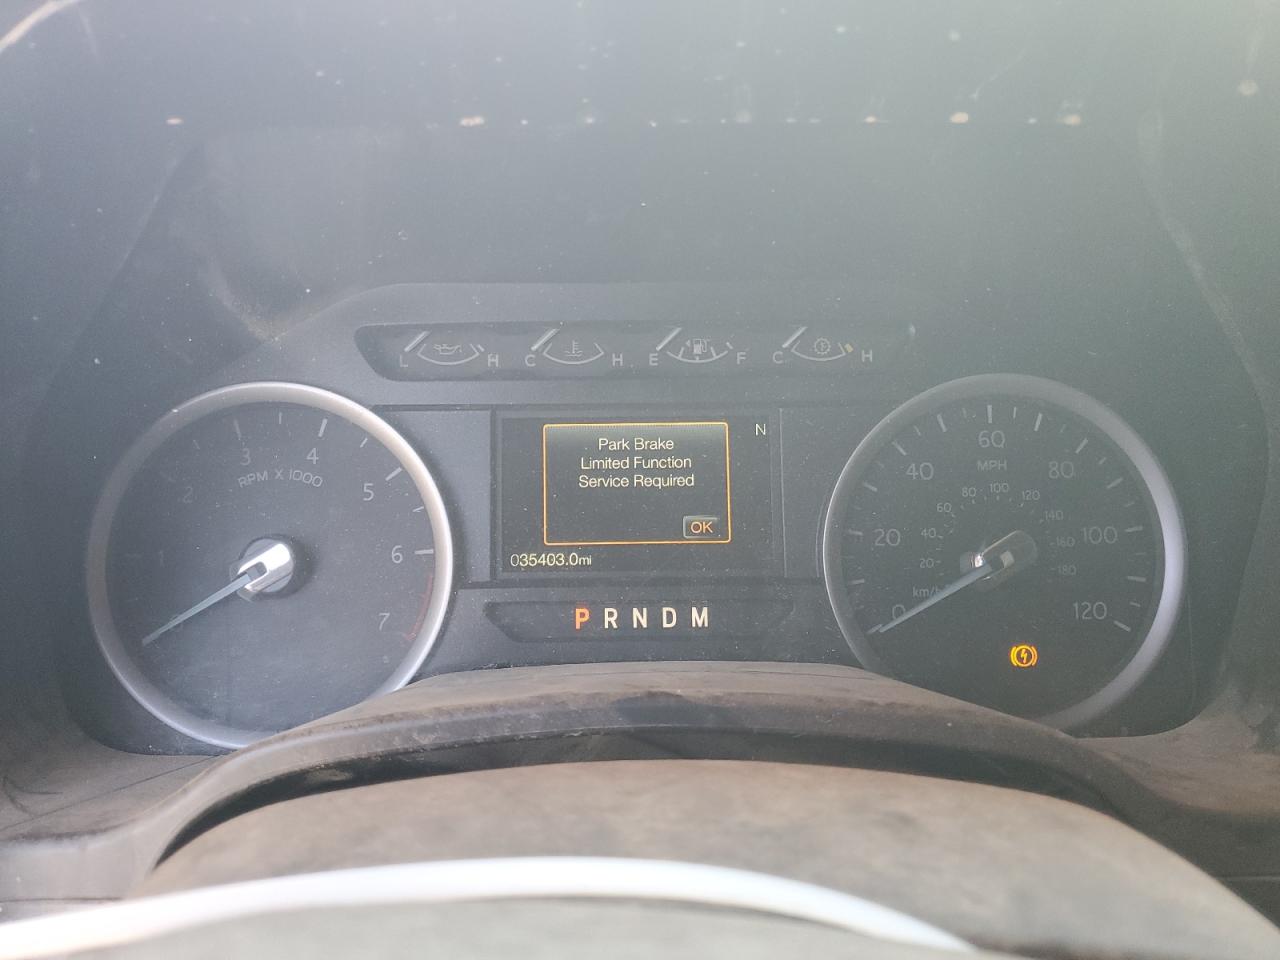 L H C H E F C H
2 3 4 5 6 7
1
RPM X 1000
Park Brake
Limited Function
Service Required
OK
N
035403.0mi
P R N D M
0 20 40 60 80 100 120
MPH
20 40 60 80 100 120 140 160 180
km/h